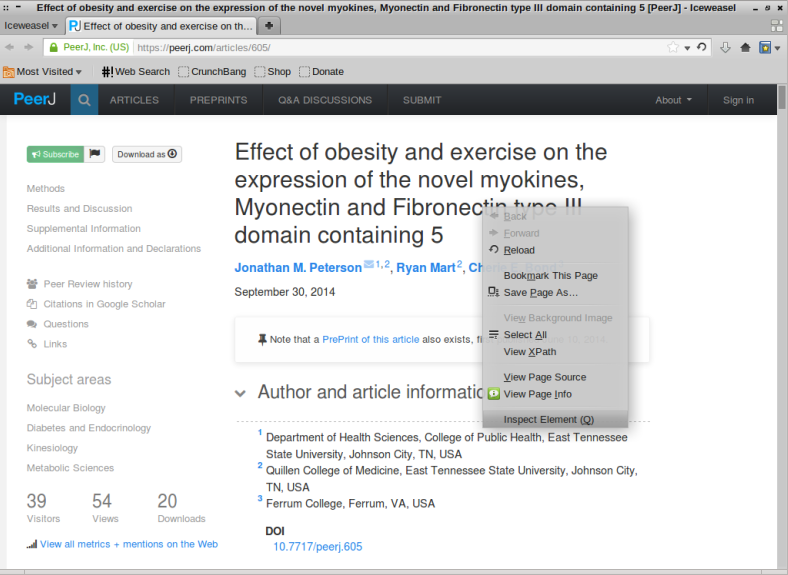 Effect of obesity and exercise on the expression of the novel myokines, Myonectin and Fibronectin type III domain containing 5 [PeerJ] - Iceweasel
Iceweasel
Effect of obesity and exercise on th...
PeerJ, Inc. (US)
https://peerj.com/articles/605/
Most Visited
#!Web Search
CrunchBang
Shop
Donate
PeerJ
ARTICLES
PREPRINTS
Q&A DISCUSSIONS
SUBMIT
About
Sign in
Subscribe
Download as
Methods
Results and Discussion
Supplemental Information
Additional Information and Declarations
Peer Review history
Citations in Google Scholar
Questions
Links
Subject areas
Molecular Biology
Diabetes and Endocrinology
Kinesiology
Metabolic Sciences
39
54
20
Visitors
Views
Downloads
View all metrics + mentions on the Web
Effect of obesity and exercise on the
expression of the novel myokines,
Myonectin and Fibronectin type III
domain containing 5
Jonathan M. Peterson 1, 2, Ryan Mart 2, Ch
September 30, 2014
Note that a PrePrint of this article also exists, fi
Author and article informatio
1 Department of Health Sciences, College of Public Health, East Tennessee
State University, Johnson City, TN, USA
2 Quillen College of Medicine, East Tennessee State University, Johnson City,
TN, USA
3 Ferrum College, Ferrum, VA, USA
DOI
10.7717/peerj.605
Back
Forward
Reload
Bookmark This Page
Save Page As...
View Background Image
Select All
View XPath
View Page Source
View Page Info
Inspect Element (Q)